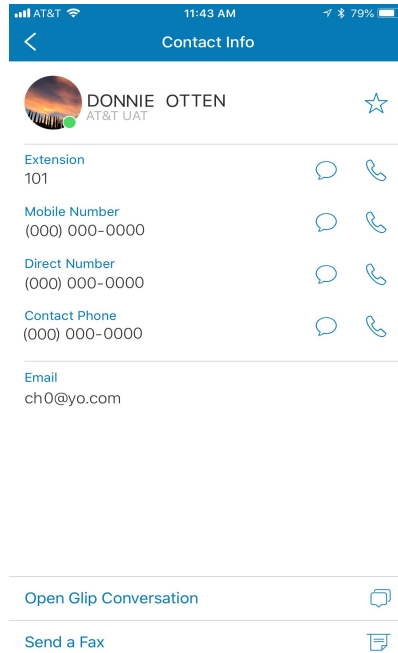 AT&T 11:43 AM 79%
Contact Info
DONNIE OTTEN
AT&T UAT
Extension
101
Mobile Number
(000) 000-0000
Direct Number
(000) 000-0000
Contact Phone
(000) 000-0000
Email
ch0@yo.com
Open Glip Conversation
Send a Fax